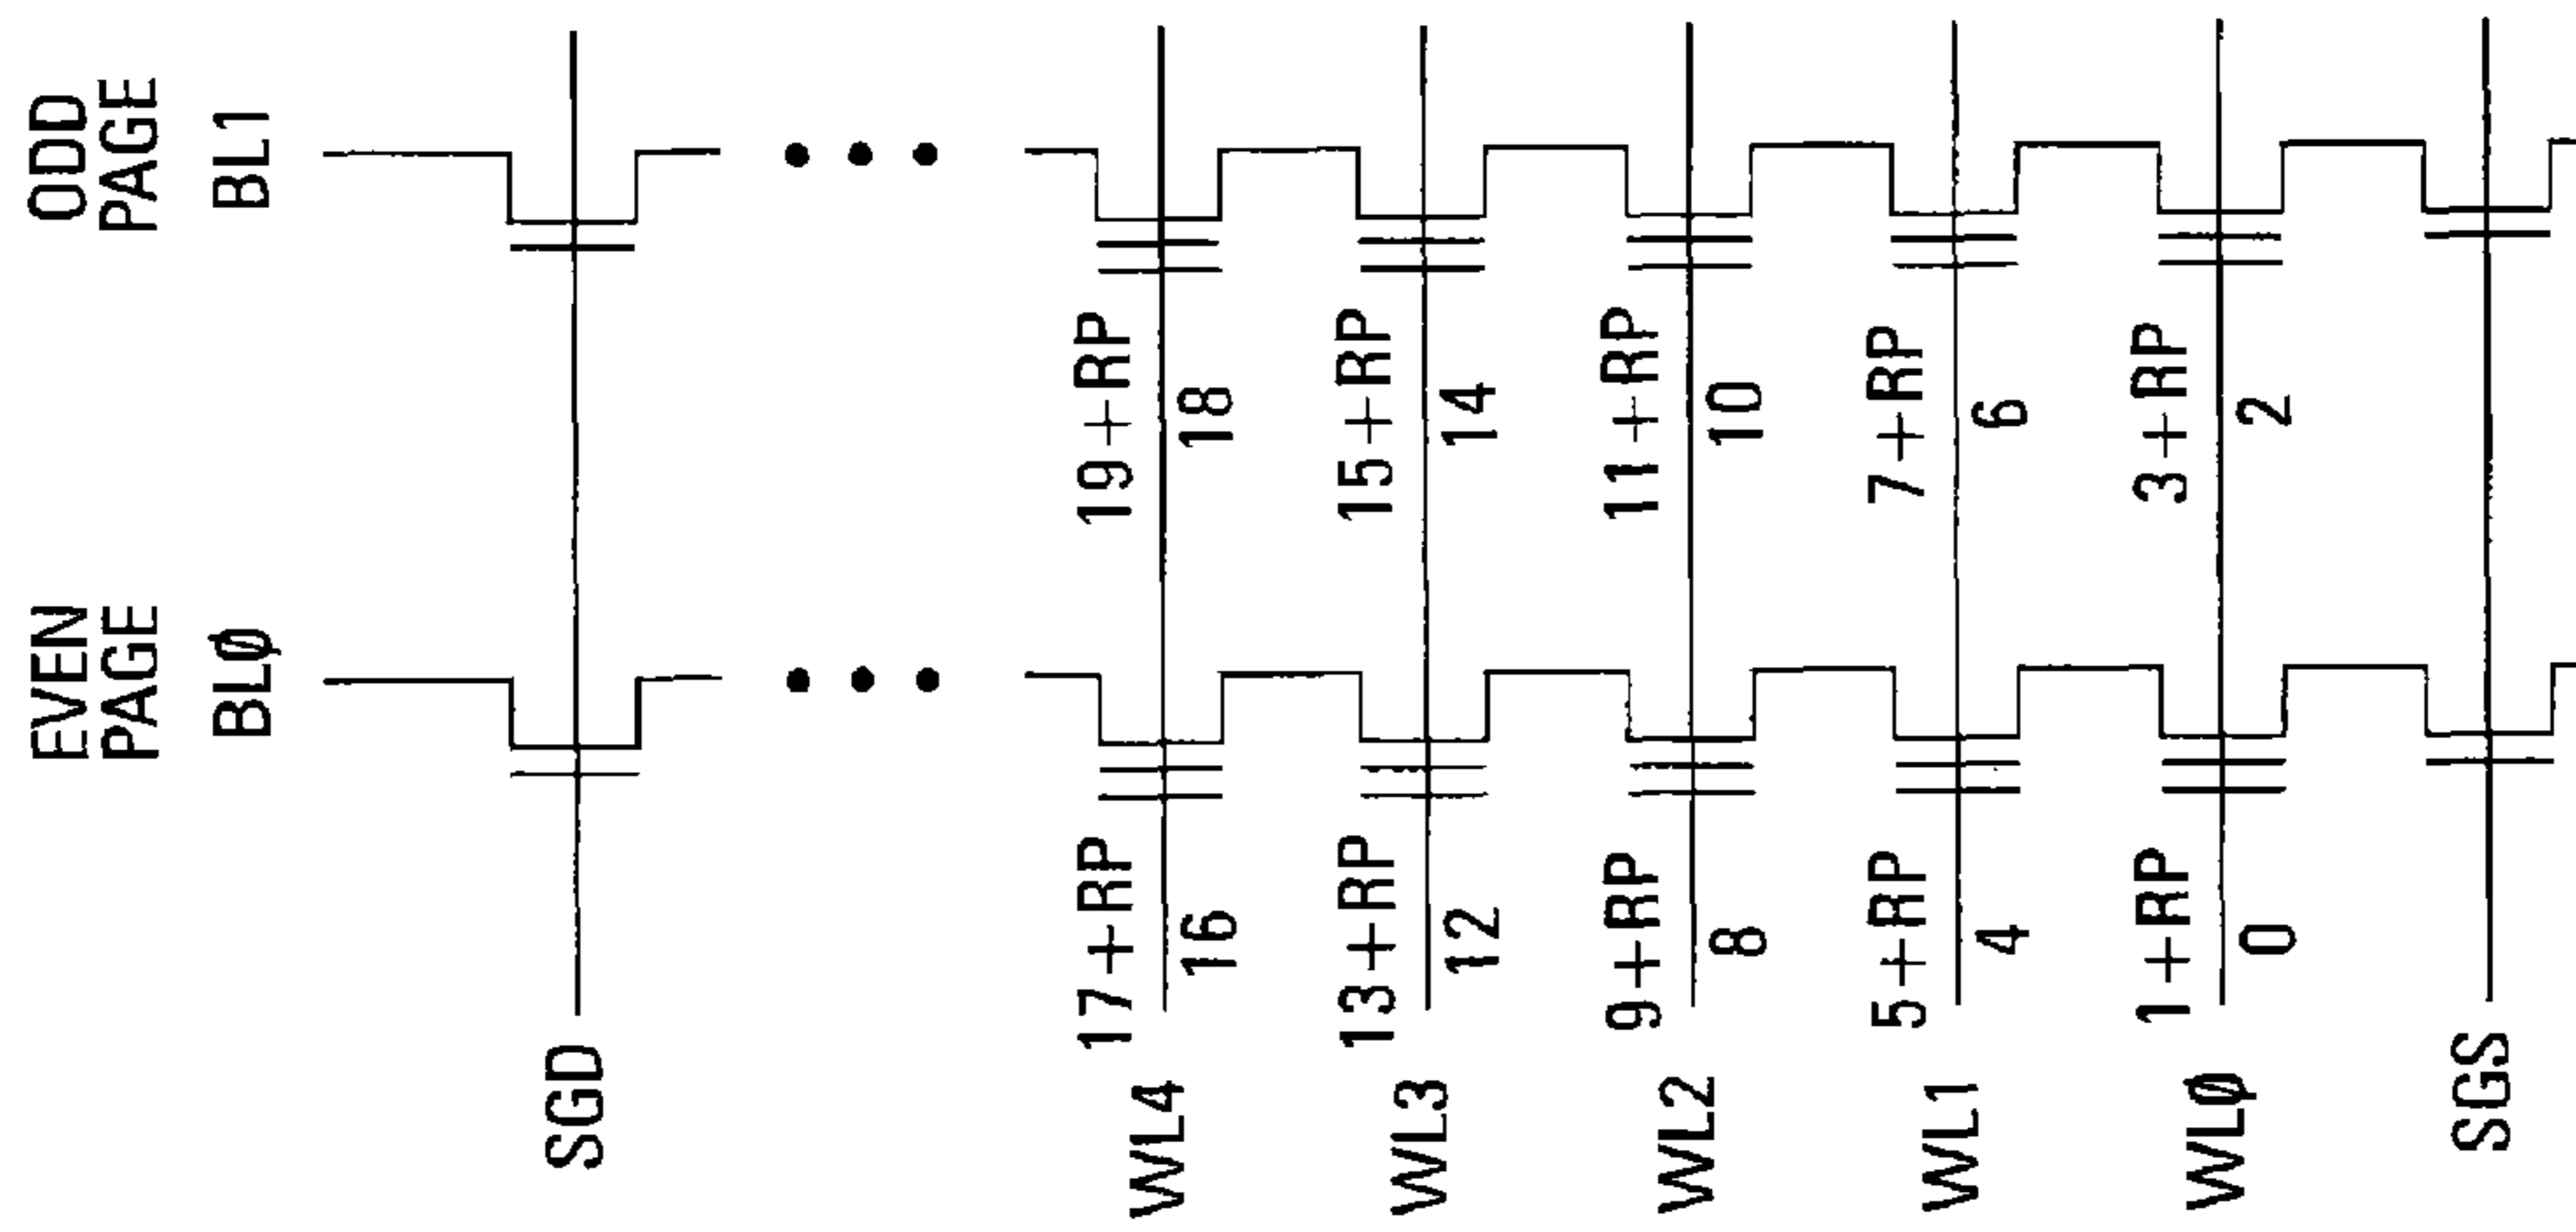 EVEN
PAGE
ODD
PAGE
BLØ
BL1
SGD
17+RP
19+RP
WL4
16
18
13+RP
15+RP
WL3
12
14
9+RP
11+RP
WL2
8
10
5+RP
7+RP
WL1
4
6
1+RP
3+RP
WLØ
0
2
SGS